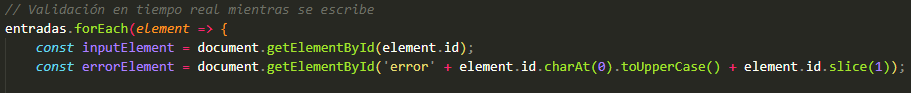 // Validación en tiempo real mientras se escribe
entradas.forEach(element => {
const inputElement = document.getElementById(element.id);
const errorElement = document.getElementById('error' + element.id.charAt(0).toUpperCase() + element.id.slice(1));